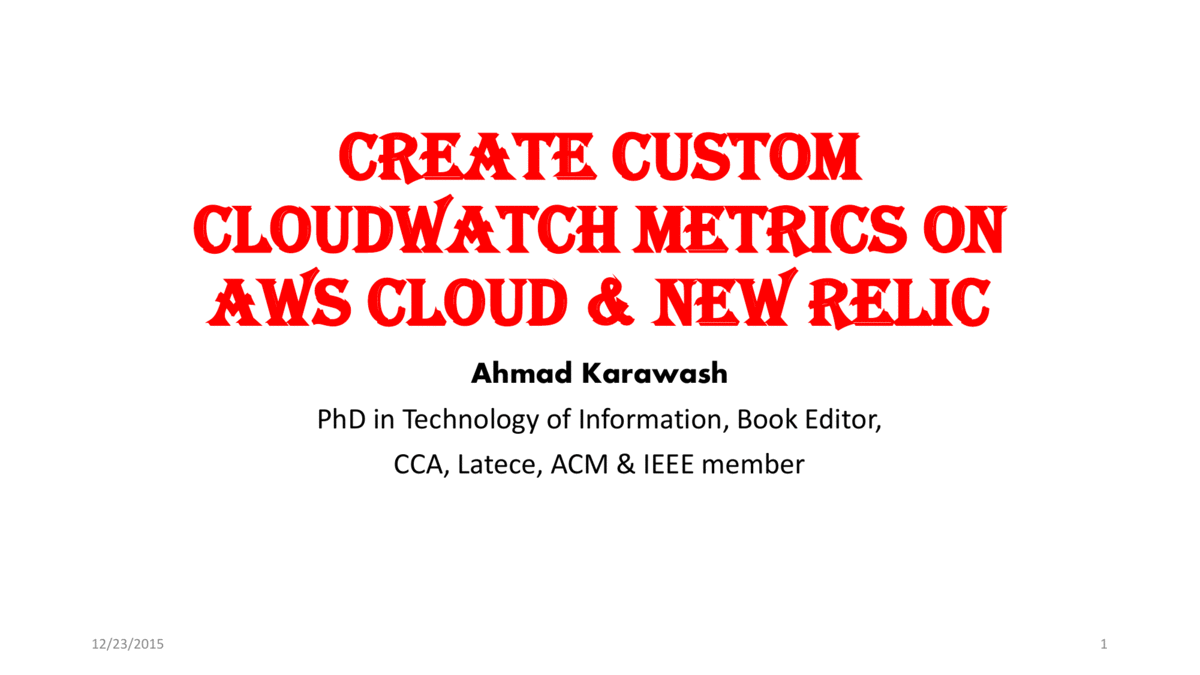 CREATE CUSTOM
CLOUDWATCH METRICS ON
AWS CLOUD & NEW RELIC
Ahmad Karawash
PhD in Technology of Information, Book Editor,
CCA, Latece, ACM & IEEE member
12/23/2015
1